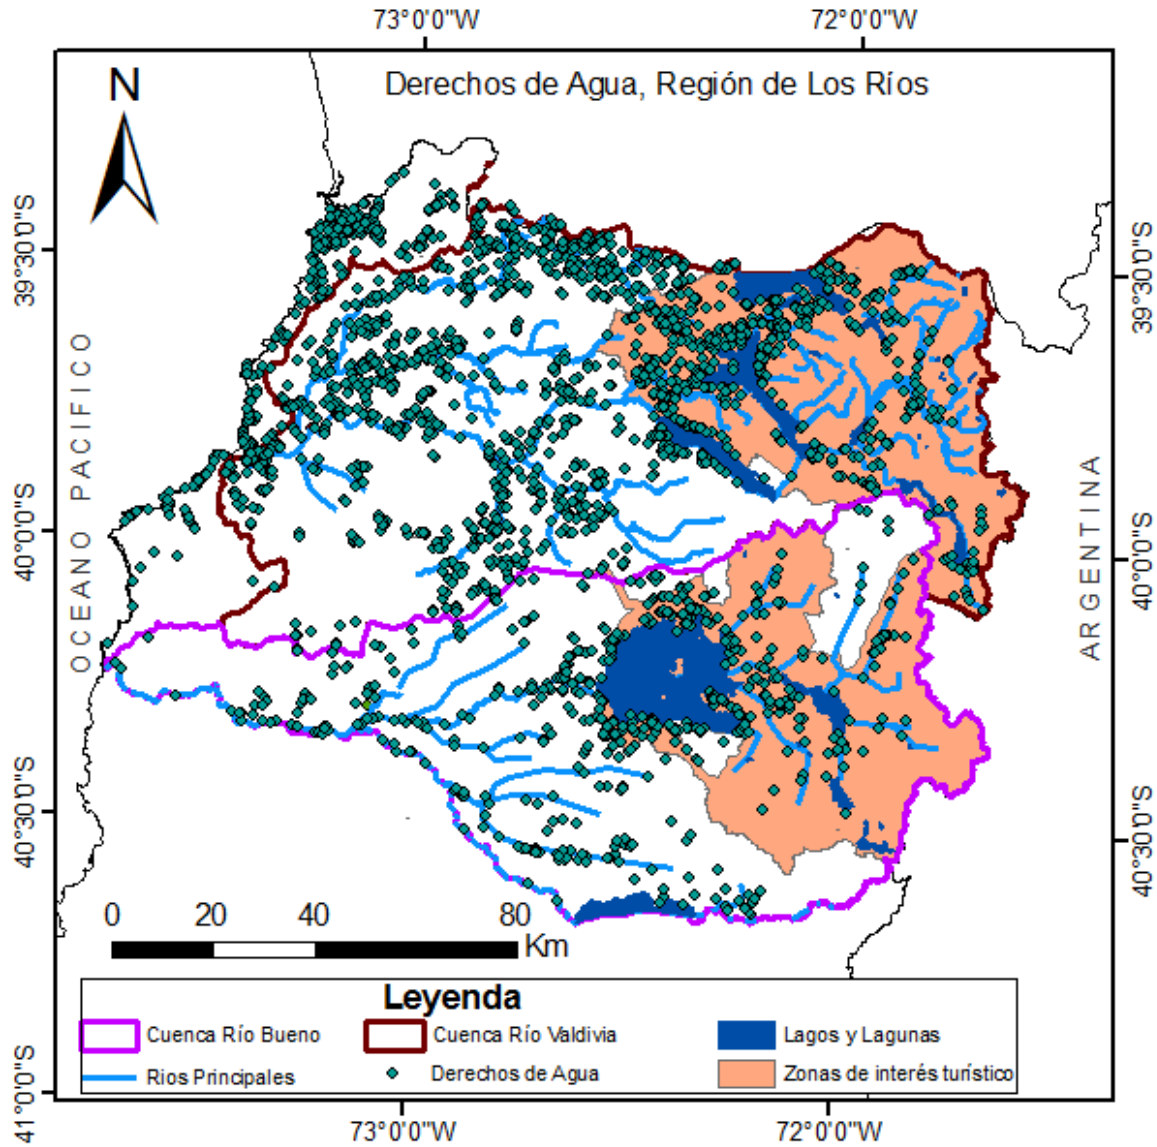 73°0'0"W 72°0'0"W
Derechos de Agua, Región de Los Ríos
N
39°30'0"S
39°30'0"S
OCEANO PACIFICO
ARGENTINA
40°0'0"S
40°0'0"S
40°30'0"S
40°30'0"S
0 20 40 80
Km
Leyenda
Cuenca Río Bueno Cuenca Río Valdivia Lagos y Lagunas
Rios Principales Derechos de Agua Zonas de interés turístico
41°0'0"S
73°0'0"W 72°0'0"W